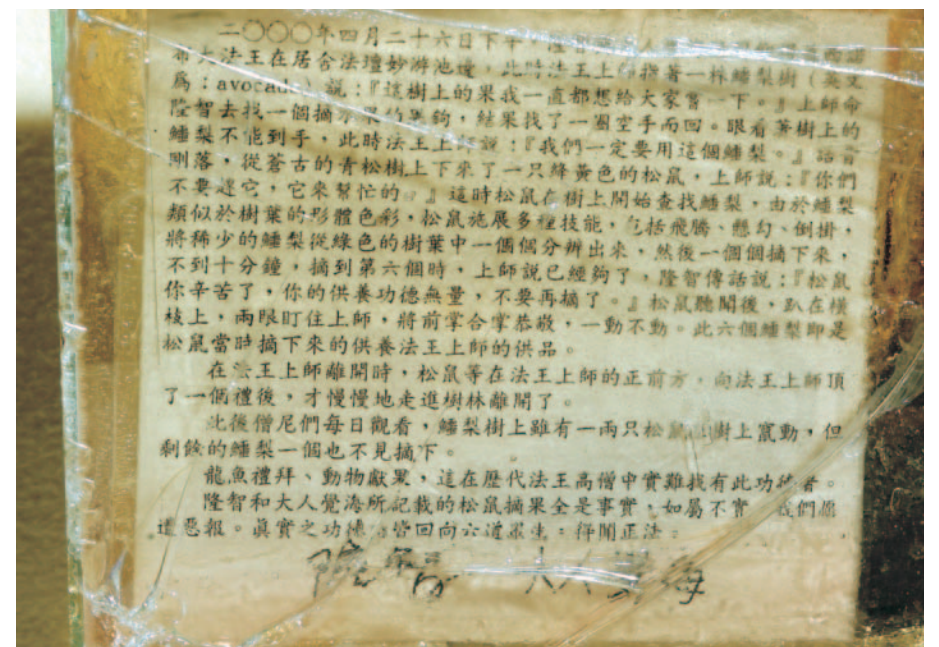 二〇〇〇年四月二十六日下午,隆
布大法王在居舍法壇妙游池邊,此時法王上師指著一株鱷梨樹(英文
爲:avocado)說:『這樹上的果我一直都想給大家嘗一下。』上師命
隆智去找一個摘水果的長鉤,結果找了一圈空手而回。眼看著樹上的
鱷梨不能到手,此時法王上師說:『我們一定要用這個鱷梨。』話音
剛落,從蒼古的青松樹上下來了一只絳黃色的松鼠,上師說:『你們
不要趕它,它來幫忙的。』這時松鼠在樹上開始查找鱷梨,由於鱷梨
類似於樹葉的形體色彩,松鼠施展多種技能,包括飛騰、懸勾、倒掛,
將稀少的鱷梨從綠色的樹葉中一個個分辨出來,然後一個個摘下來,
不到十分鐘,摘到第六個時,上師說已經夠了,隆智傳話說:『松鼠
你辛苦了,你的供養功德無量,不要再摘了。』松鼠聽聞後,趴在橫
枝上,兩眼盯住上師,將前掌合掌恭敬,一動不動。此六個鱷梨即是
松鼠當時摘下來的供養法王上師的供品。
在法王上師離開時,松鼠等在法王上師的正前方,向法王上師頂
了一個禮後,才慢慢地走進樹林離開了。
此後僧尼們每日觀看,鱷梨樹上雖有一兩只松鼠 樹上竄動,但
剩餘的鱷梨一個也不見摘下。
龍魚禮拜、動物獻果,這在歷代法王高僧中實難找有此功德者。
隆智和大人覺海所記載的松鼠摘果全是事實,如屬不實 我們願
遭惡報。眞實之功德 皆回向六道眾生,得聞正法。
隆智 大人覺海